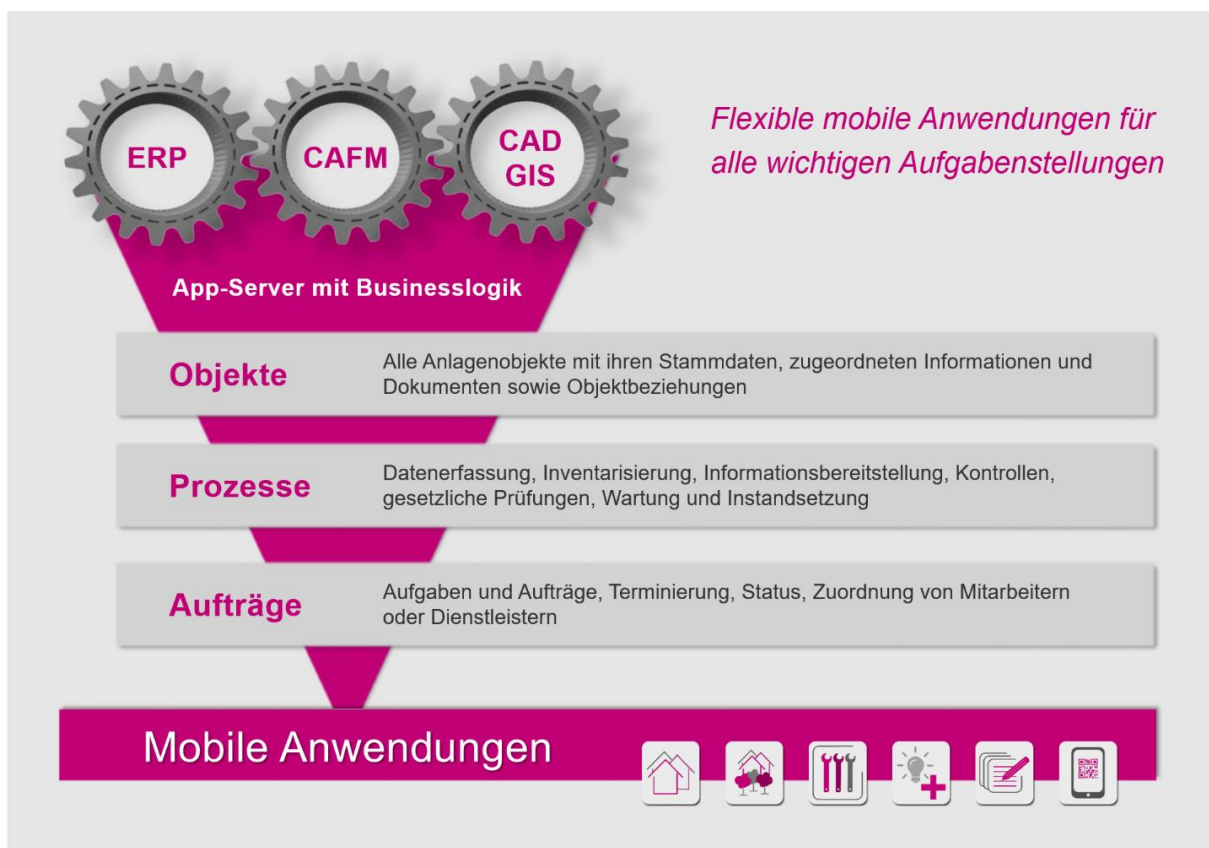 ERP
CAFM
CAD
GIS
Flexible mobile Anwendungen für
alle wichtigen Aufgabenstellungen
App-Server mit Businesslogik
Objekte
Alle Anlagenobjekte mit ihren Stammdaten, zugeordneten Informationen und
Dokumenten sowie Objektbeziehungen
Prozesse
Datenerfassung, Inventarisierung, Informationsbereitstellung, Kontrollen,
gesetzliche Prüfungen, Wartung und Instandsetzung
Aufträge
Aufgaben und Aufträge, Terminierung, Status, Zuordnung von Mitarbeitern
oder Dienstleistern
Mobile Anwendungen